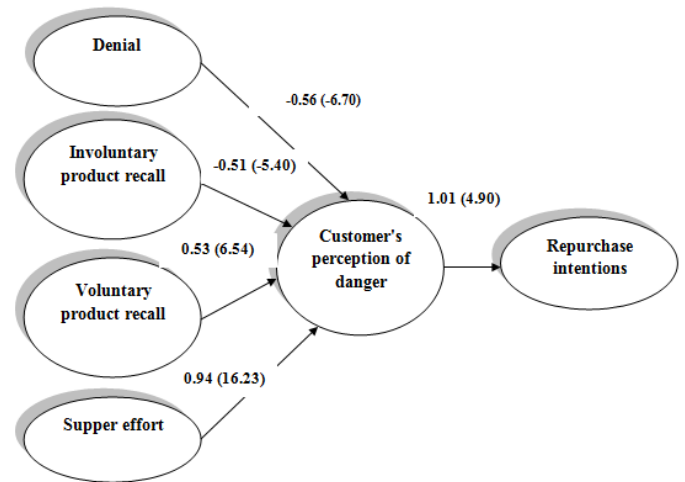 Denial
-0.56 (-6.70)
Involuntary
product recall
-0.51 (-5.40)
1.01 (4.90)
Customer's
perception of
danger
Repurchase
intentions
0.53 (6.54)
Voluntary
product recall
0.94 (16.23)
Supper effort